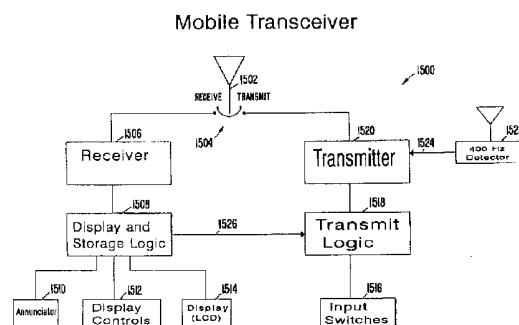 Mobile Transceiver
1502
1500
RECEIVE TRANSMIT
1504
1506
Receiver
1520
Transmitter
1524
400 Hz
Detector
1508
Display and
Storage Logic
1526
1518
Transmit
Logic
1510
Annunciator
1512
Display
Controls
1514
Display
(LCD)
1516
Input
Switches